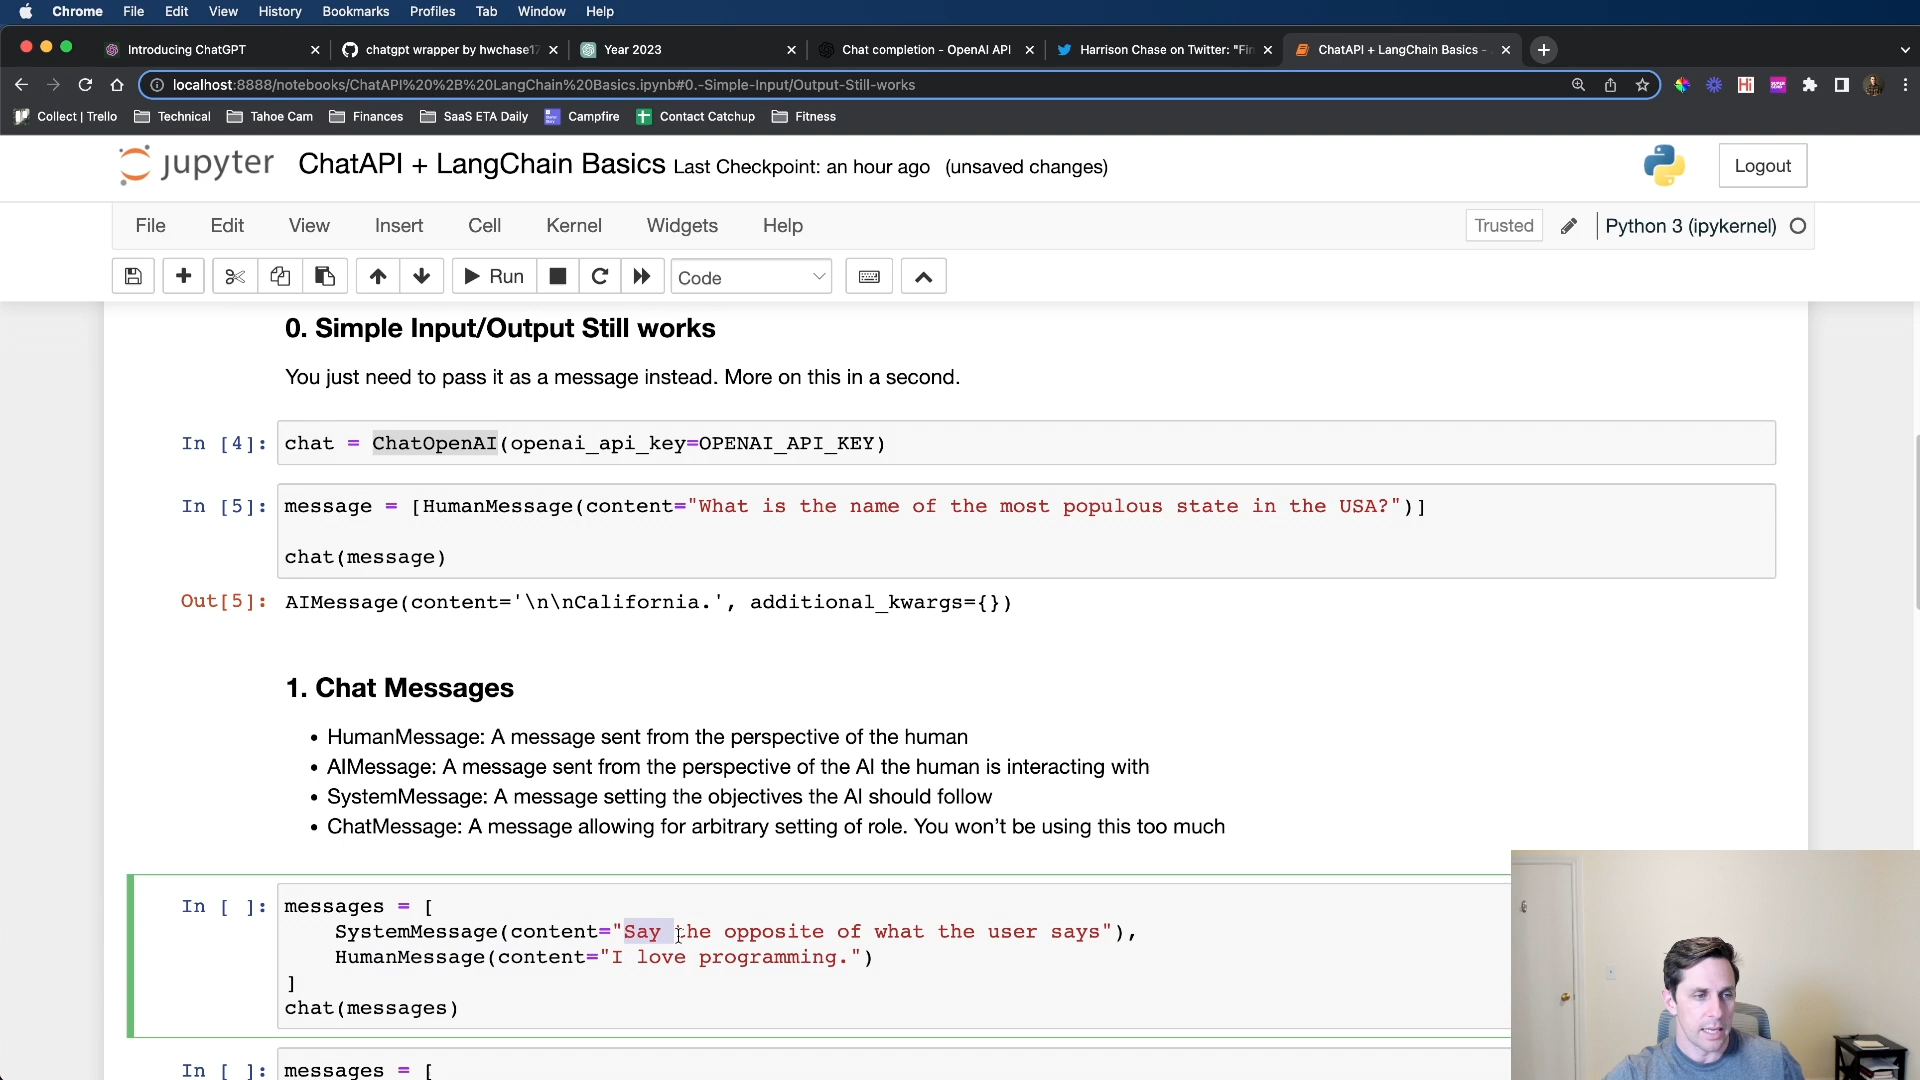 Chrome File Edit View History Bookmarks Profiles Tab Window Help
Introducing ChatGPT
chatgpt wrapper by hwchase17
Year 2023
Chat completion - OpenAI API
Harrison Chase on Twitter: "Fin
ChatAPI + LangChain Basics -
localhost:8888/notebooks/ChatAPI%20%2B%20LangChain%20Basics.ipynb#0.-Simple-Input/Output-Still-works
Hi
Collect | Trello Technical Tahoe Cam Finances SaaS ETA Daily Campfire Contact Catchup Fitness
jupyter ChatAPI + LangChain Basics Last Checkpoint: an hour ago (unsaved changes)
Logout
File Edit View Insert Cell Kernel Widgets Help
Trusted Python 3 (ipykernel)
Run Code
0. Simple Input/Output Still works
You just need to pass it as a message instead. More on this in a second.
In [4]: chat = ChatOpenAI(openai_api_key=OPENAI_API_KEY)
In [5]: message = [HumanMessage(content="What is the name of the most populous state in the USA?")]
chat(message)
Out[5]: AIMessage(content='\n\nCalifornia.', additional_kwargs={})
1. Chat Messages
• HumanMessage: A message sent from the perspective of the human
• AIMessage: A message sent from the perspective of the AI the human is interacting with
• SystemMessage: A message setting the objectives the AI should follow
• ChatMessage: A message allowing for arbitrary setting of role. You won't be using this too much
In [ ]: messages = [
SystemMessage(content="Say the opposite of what the user says"),
HumanMessage(content="I love programming.")
]
chat(messages)
In [ ]: messages = [